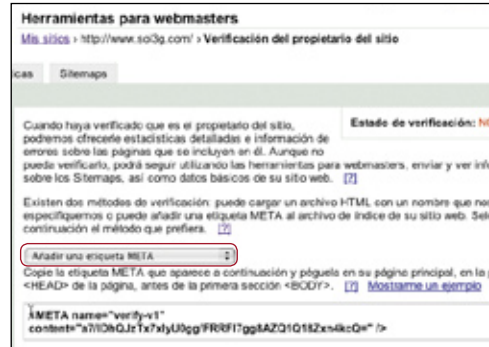 Herramientas para webmasters
Mis sitios > http://www.sol3g.com/ > Verificación del propietario del sitio
icas Sitemaps
Cuando haya verificado que es el propietario del sitio,
podremos ofrecerle estadísticas detalladas e información de
errores sobre las páginas que se incluyen en él. Aunque no
puede verificarlo, podrá seguir utilizando las herramientas para webmasters, enviar y ver info
sobre los Sitemaps, así como datos básicos de su sitio web. [?]
Estado de verificación: NO
Existen dos métodos de verificación: puede cargar un archivo HTML con un nombre que nos
especifiquemos o puede añadir una etiqueta META al archivo de índice de su sitio web. Sele
continuación el método que prefiera. [?]
Añadir una etiqueta META
Copie la etiqueta META que aparece a continuación y péguela en su página principal, en la p
<HEAD> de la página, antes de la primera sección <BODY>. [?] Mostrarme un ejemplo
META name="verify-v1"